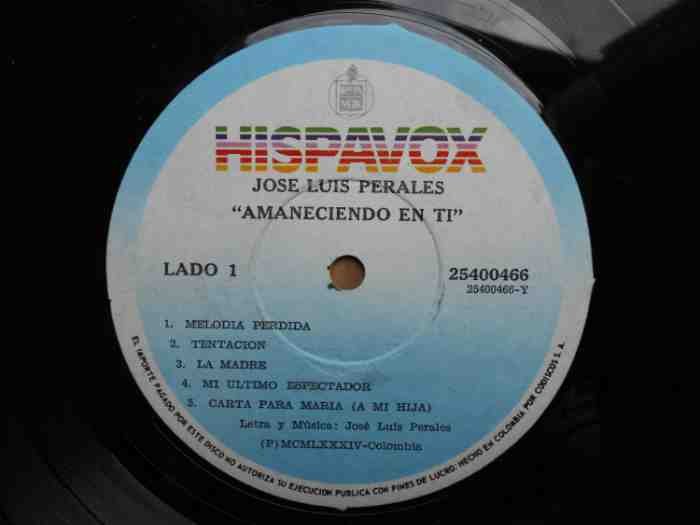 HISPAVOX
JOSE LUIS PERALES
"AMANECIENDO EN TI"
LADO 1
25400466
25400466-Y
1. MELODIA PERDIDA
2. TENTACION
3. LA MADRE
4. MI ULTIMO ESPECTADOR
5. CARTA PARA MARIA (A MI HIJA)
Letra y Música: José Luis Perales
(P) MCMLXXXIV-Colombia
EL IMPORTE PAGADO POR ESTE DISCO NO AUTORIZA SU EJECUCION PUBLICA CON FINES DE LUCRO: HECHO EN COLOMBIA POR CODISCOS S. A.